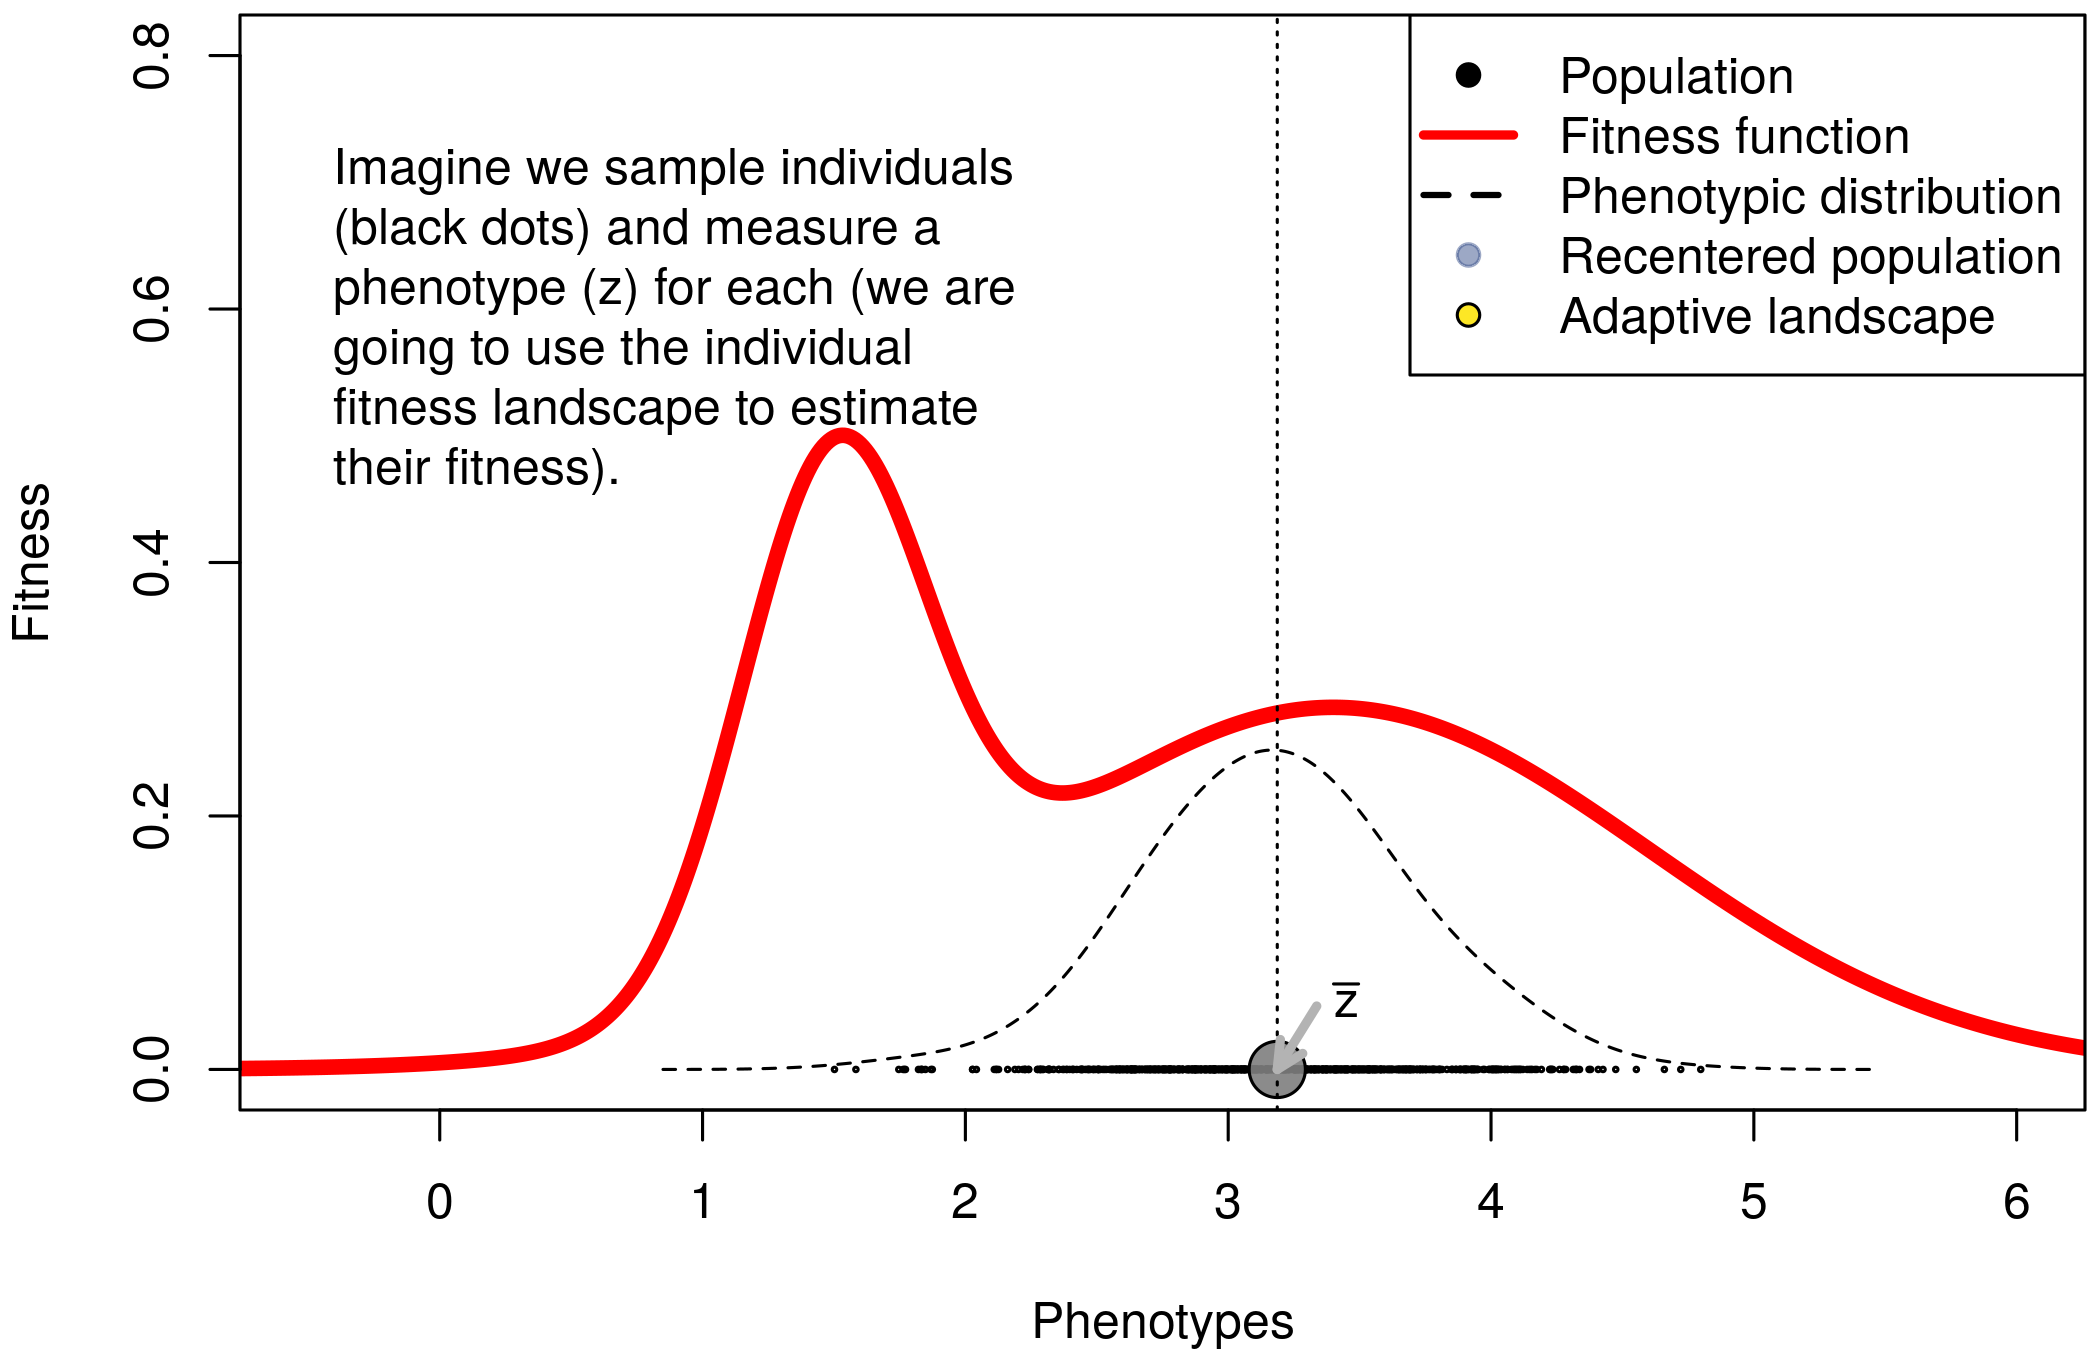 Imagine we sample individuals
(black dots) and measure a
phenotype (z) for each (we are
going to use the individual
fitness landscape to estimate
their fitness).
Population
Fitness function
Phenotypic distribution
Recentered population
Adaptive landscape
Fitness
0.8
0.6
0.4
0.2
0.0
z̅
0 1 2 3 4 5 6
Phenotypes